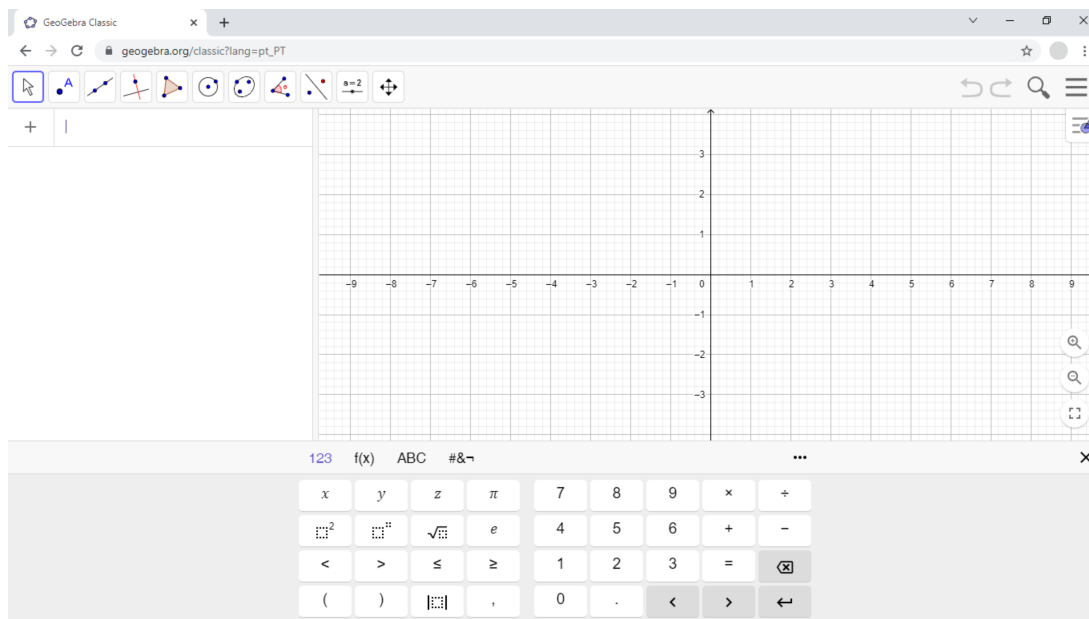 GeoGebra Classic
geogebra.org/classic?lang=pt_PT
A
a=2
3
2
1
−9 −8 −7 −6 −5 −4 −3 −2 −1 0 1 2 3 4 5 6 7 8 9
−1
−2
−3
123 f(x) ABC #&¬ •••
x y z π 7 8 9 × ÷
2 e 4 5 6 + −
< > ≤ ≥ 1 2 3 =
( ) , 0 . < >